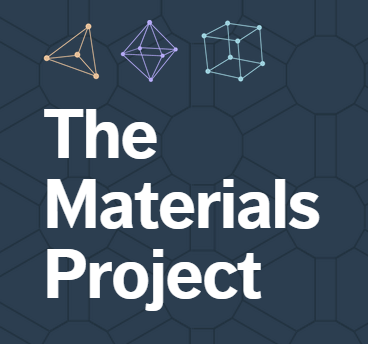 The
Materials
Project